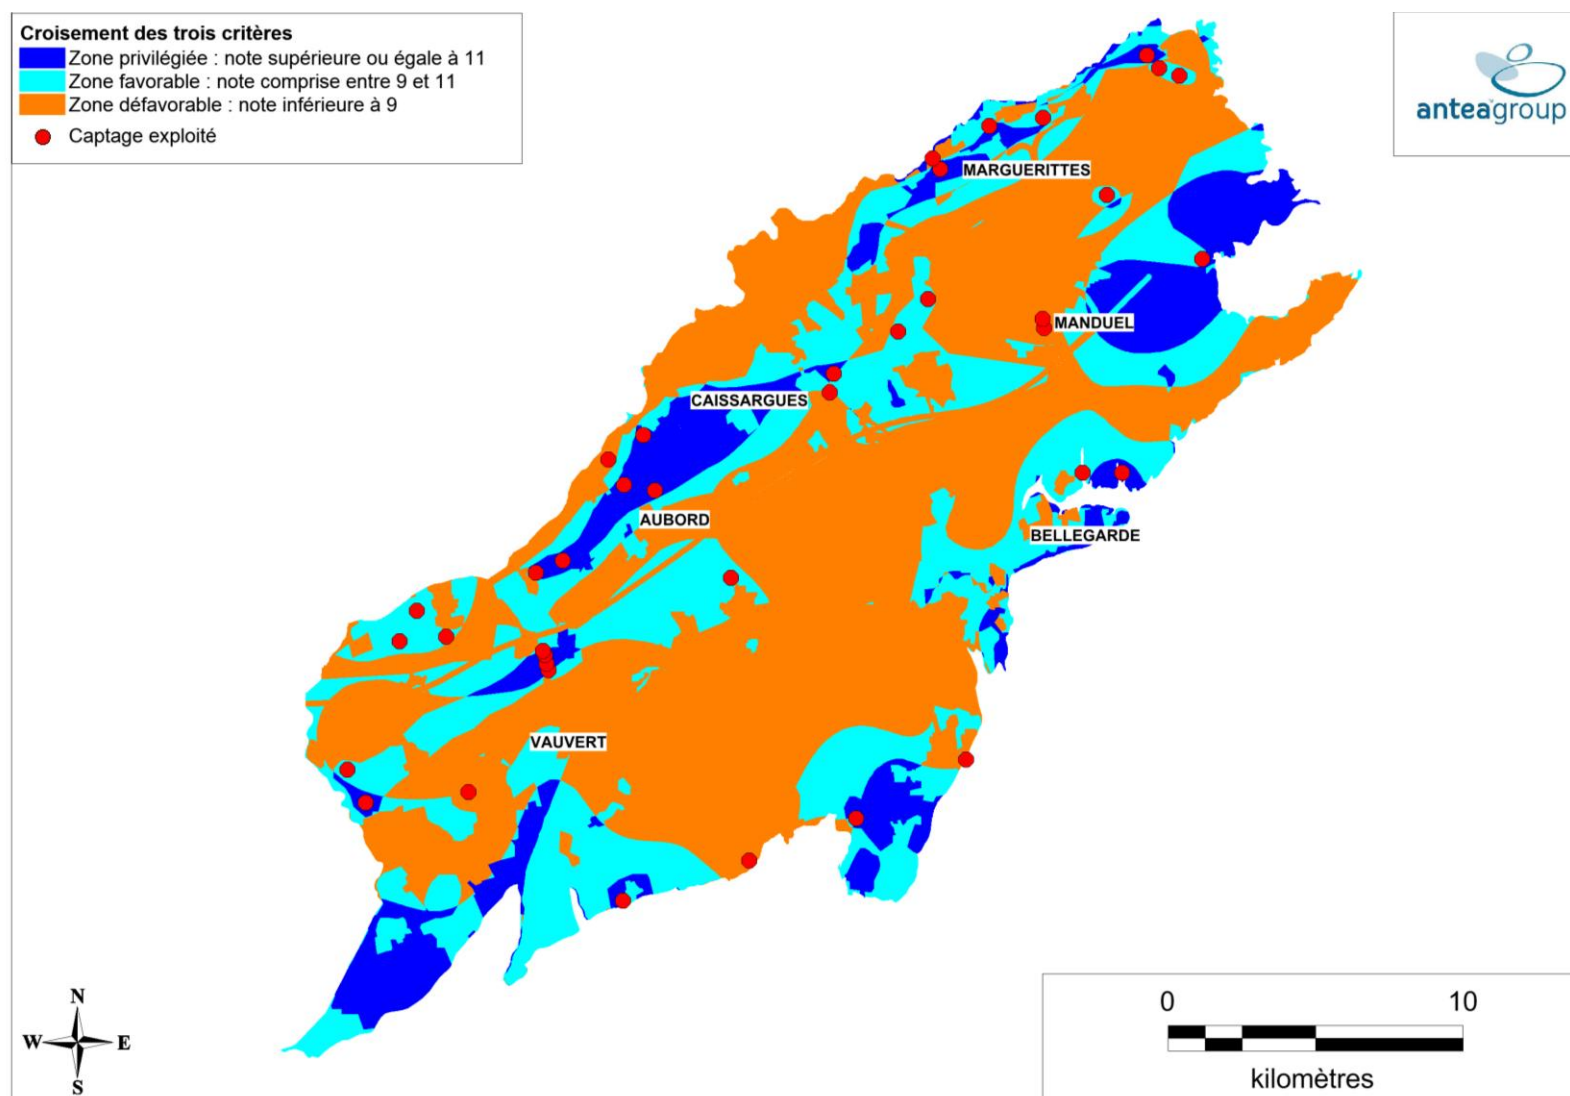 Croisement des trois critères
Zone privilégiée : note supérieure ou égale à 11
Zone favorable : note comprise entre 9 et 11
Zone défavorable : note inférieure à 9
Captage exploité
anteagroup
MARGUERITTES
MANDUEL
CAISSARGUES
AUBORD
BELLEGARDE
VAUVERT
N
W E
S
0 10
kilomètres